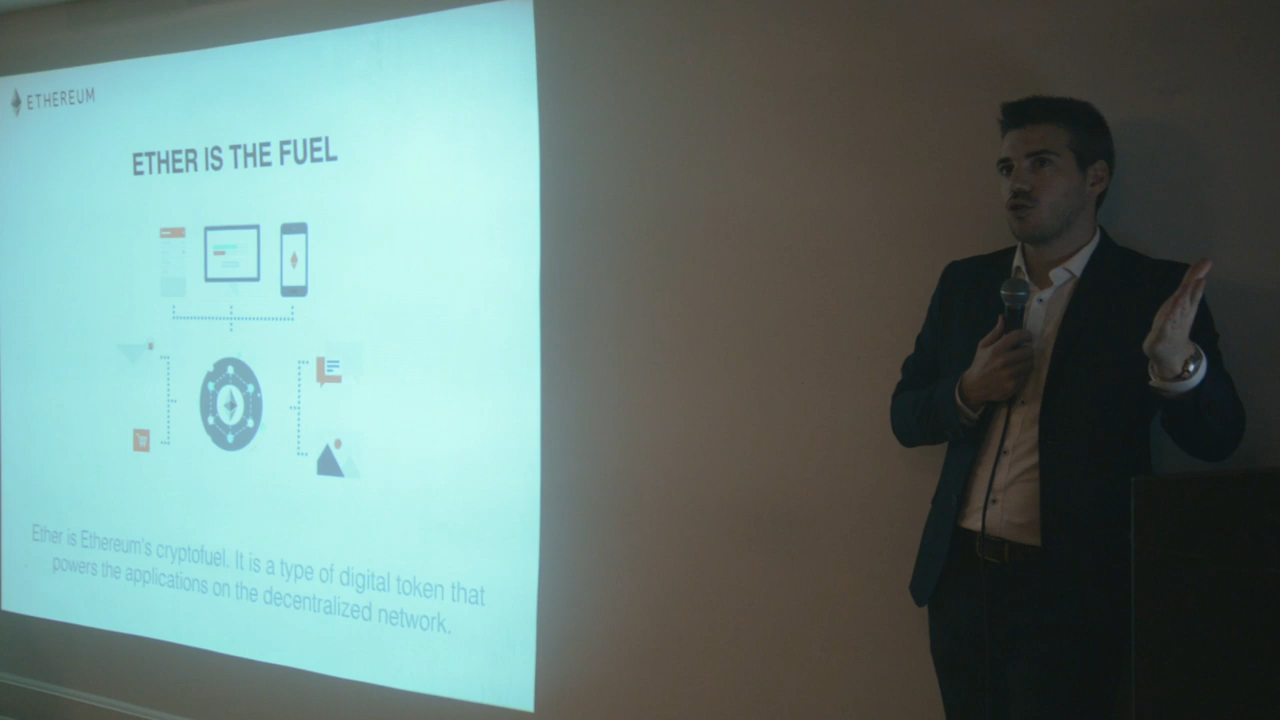 ETHEREUM
ETHER IS THE FUEL
Ether is Ethereum's cryptofuel. It is a type of digital token that
powers the applications on the decentralized network.